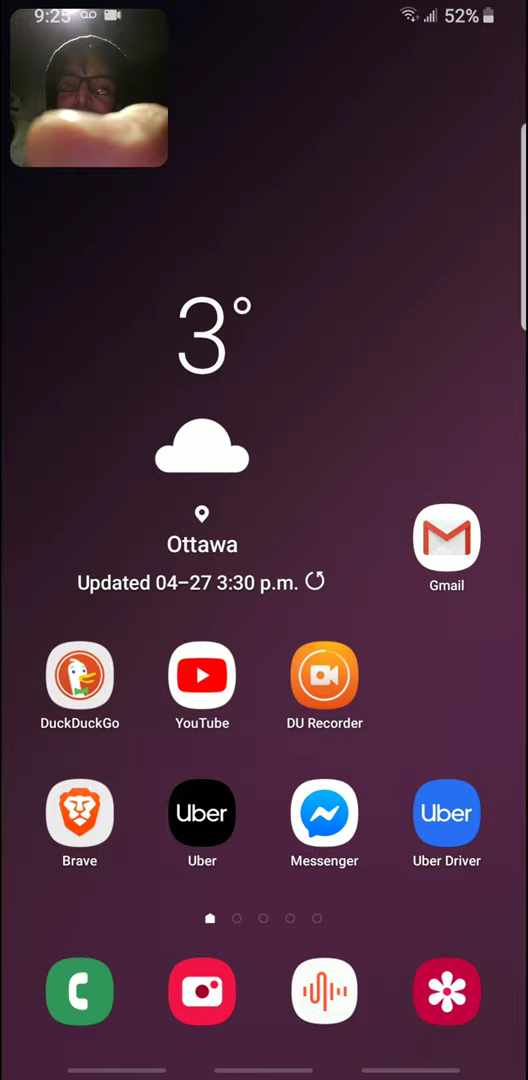 9:25 52%
3°
Ottawa
Updated 04-27 3:30 p.m.
Gmail
DuckDuckGo YouTube DU Recorder
Uber Uber
Brave Uber Messenger Uber Driver